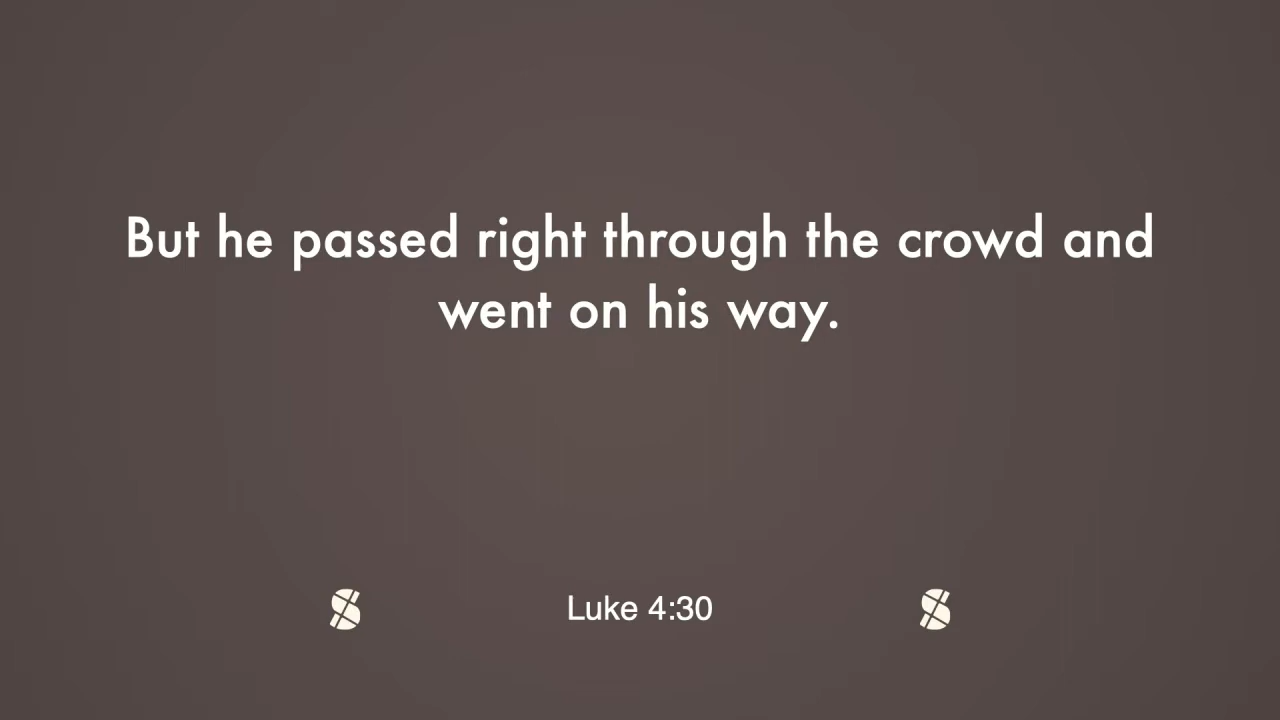 But he passed right through the crowd and
went on his way.
Luke 4:30